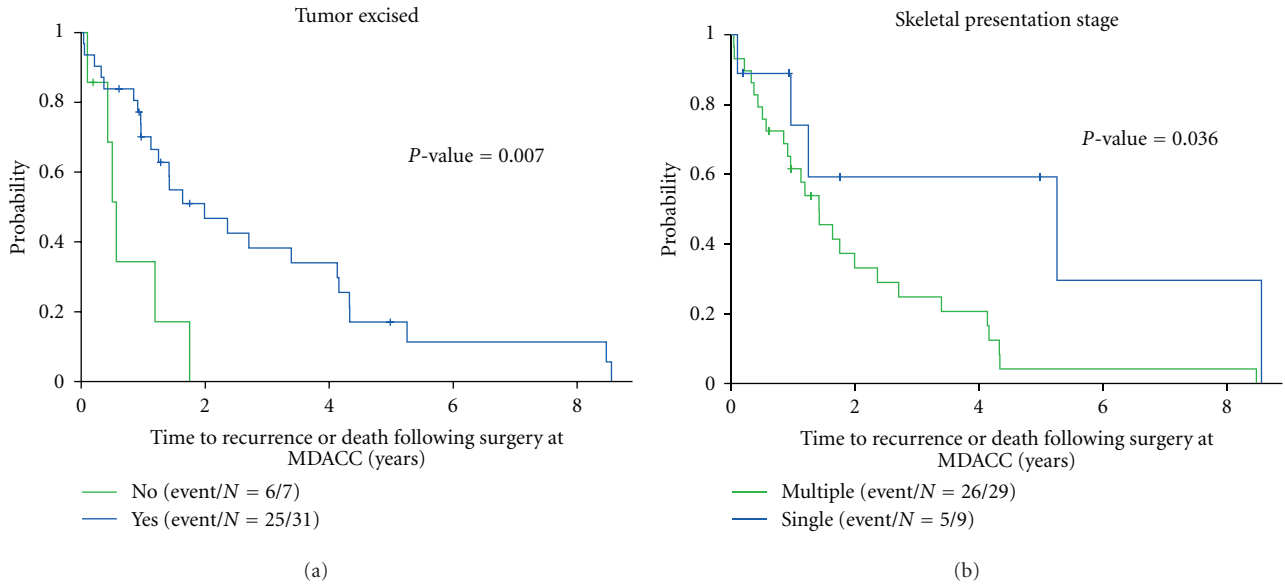 Tumor excised
1
0.8
0.6
0.4
0.2
0
Probability
P-value = 0.007
0 2 4 6 8
Time to recurrence or death following surgery at
MDACC (years)
No (event/N = 6/7)
Yes (event/N = 25/31)
(a)
Skeletal presentation stage
1
0.8
0.6
0.4
0.2
0
Probability
P-value = 0.036
0 2 4 6 8
Time to recurrence or death following surgery at
MDACC (years)
Multiple (event/N = 26/29)
Single (event/N = 5/9)
(b)